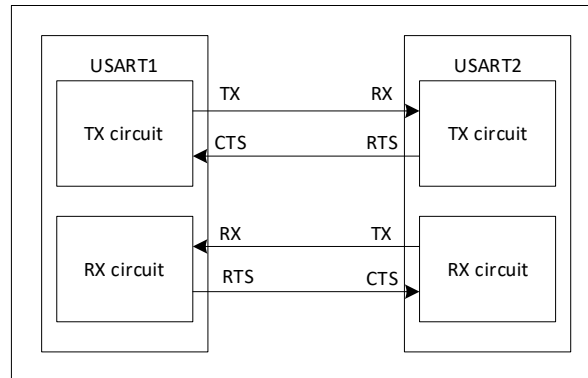 USART1 USART2
TX RX
TX circuit TX circuit
CTS RTS
RX TX
RX circuit RX circuit
RTS CTS